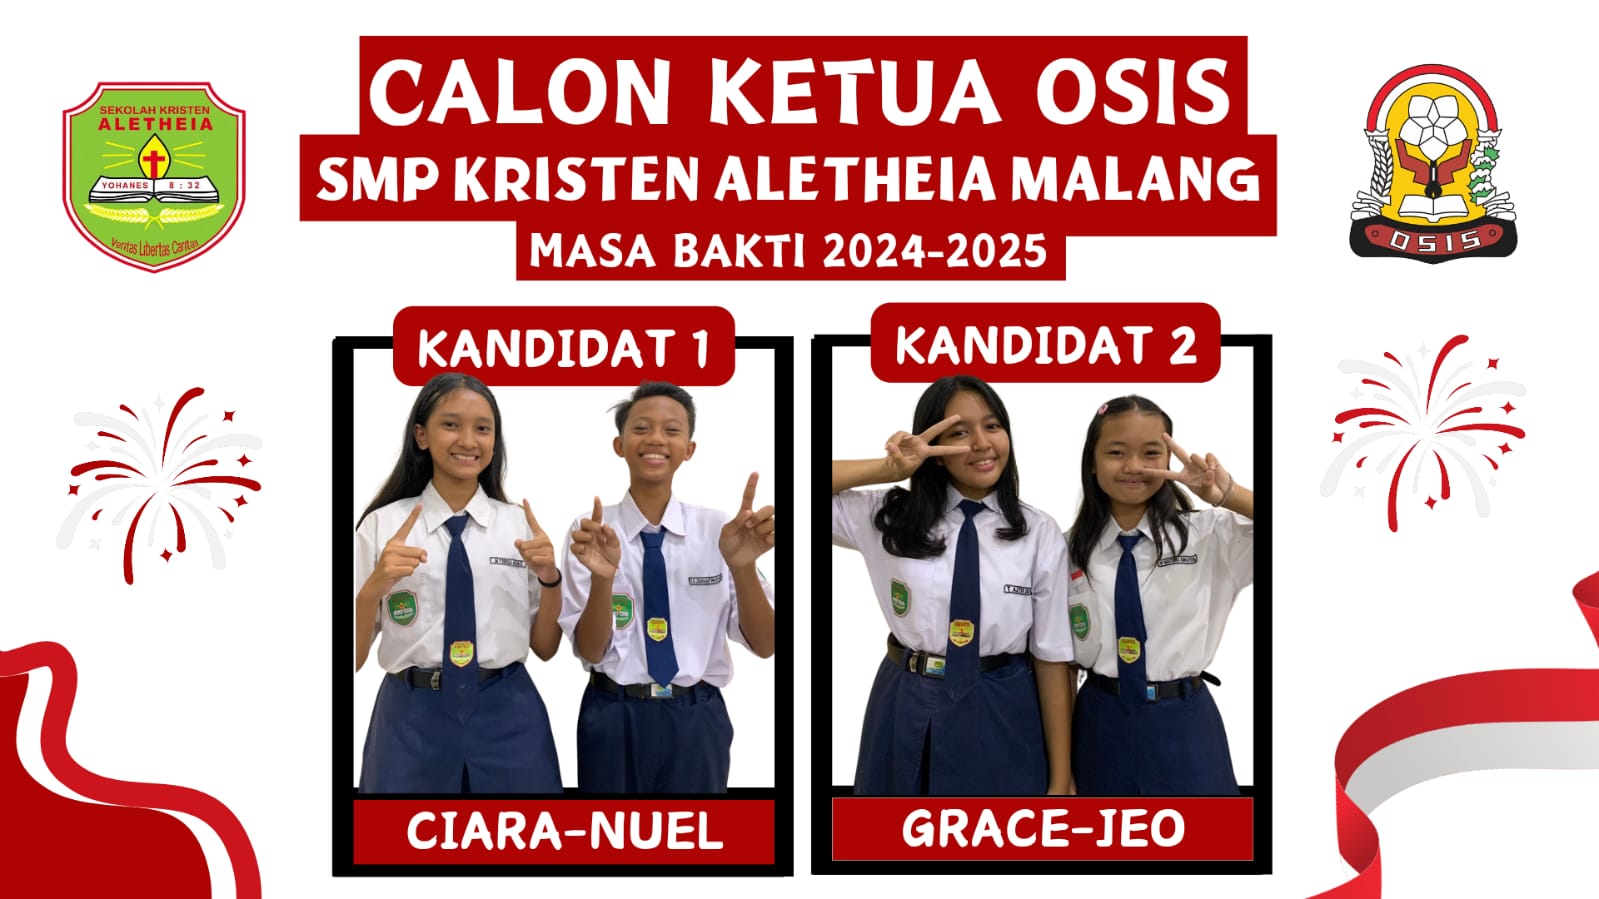 CALON KETUA OSIS
SMP KRISTEN ALETHEIA MALANG
MASA BAKTI 2024-2025
SEKOLAH KRISTEN
ALETHEIA
YOHANES 8 : 32
Veritas Libertas Caritas
OSIS
KANDIDAT 1
KANDIDAT 2
CIARA-NUEL
GRACE-JEO